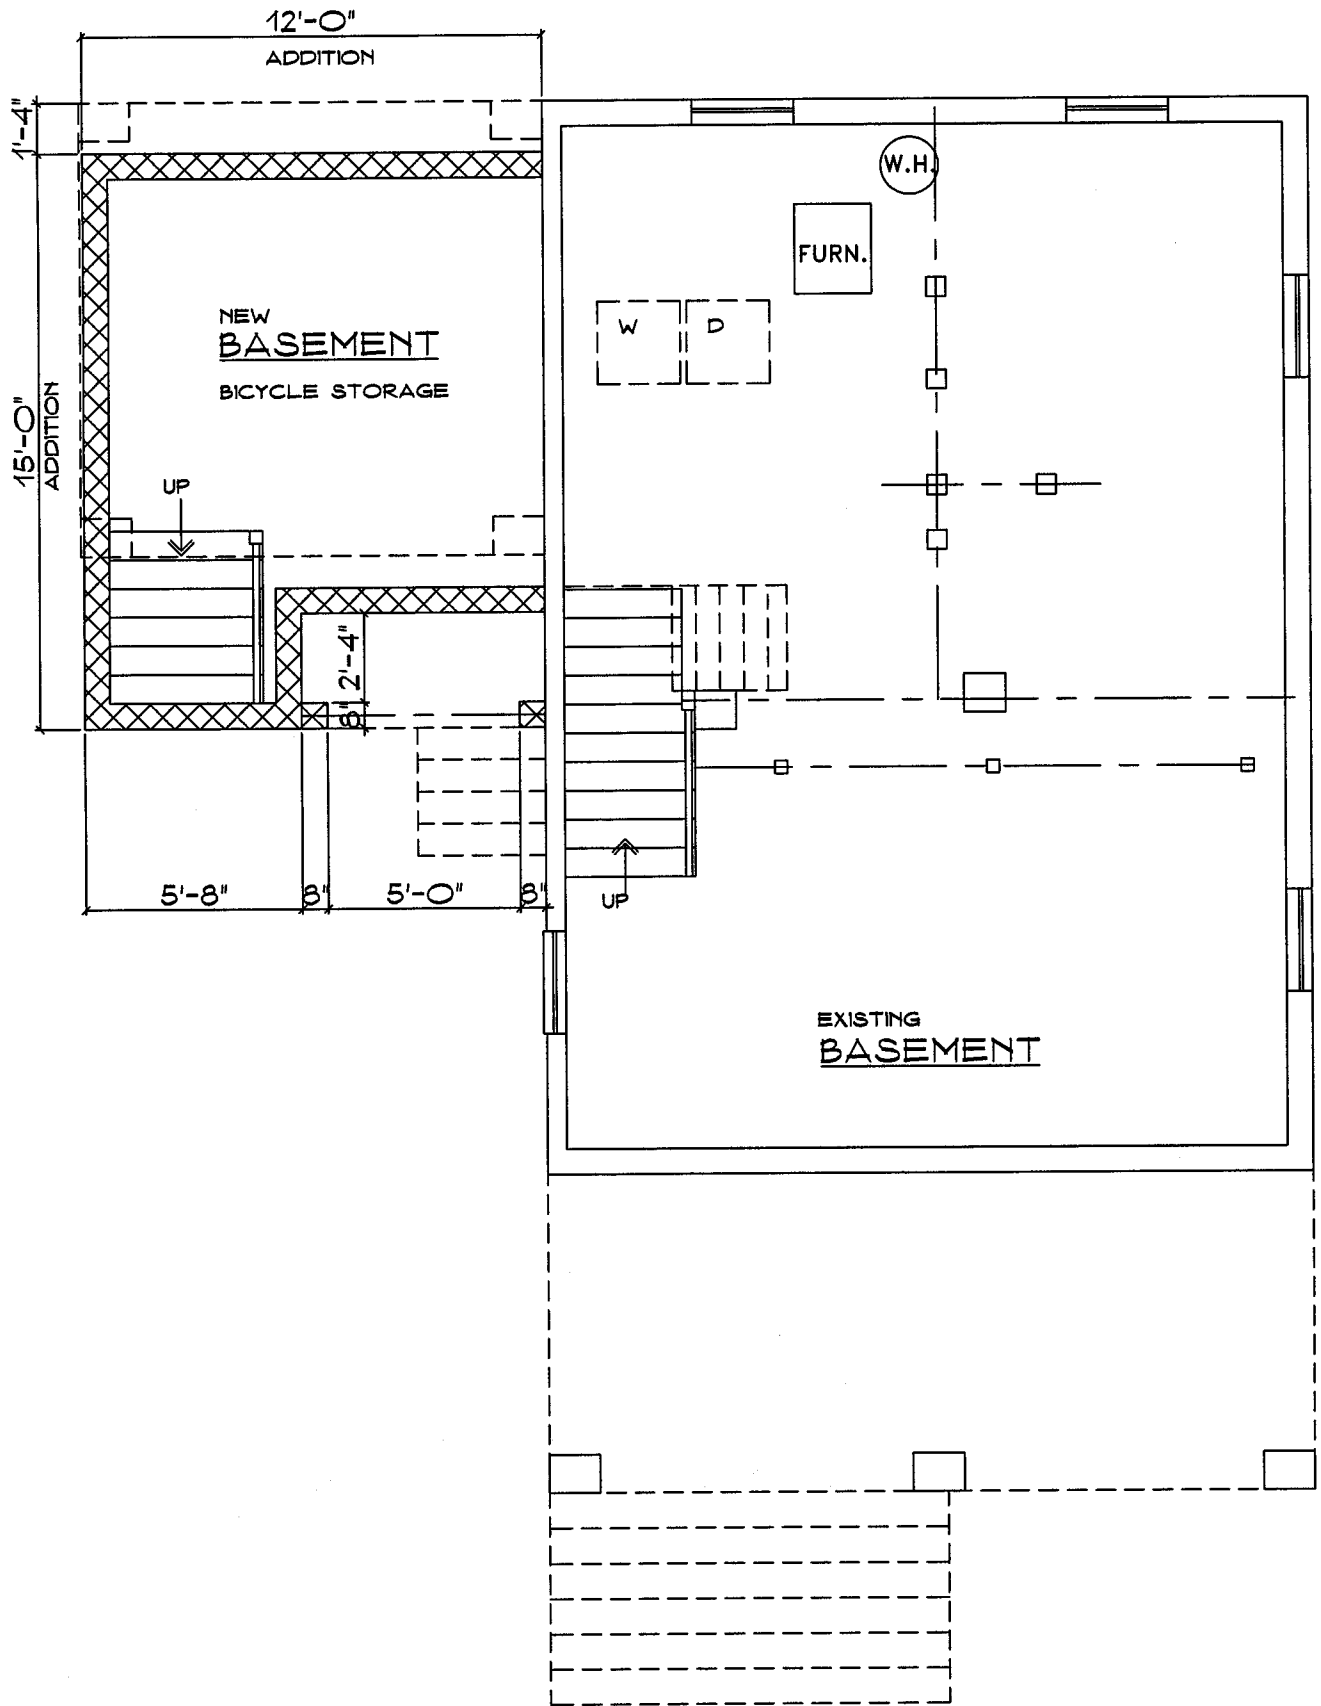 12'-0"
ADDITION
1'-4"
W.H.
FURN.
NEW
BASEMENT
BICYCLE STORAGE
W
D
15'-0"
ADDITION
UP
2'-4"
8"
5'-8"
8"
5'-0"
8"
UP
EXISTING
BASEMENT